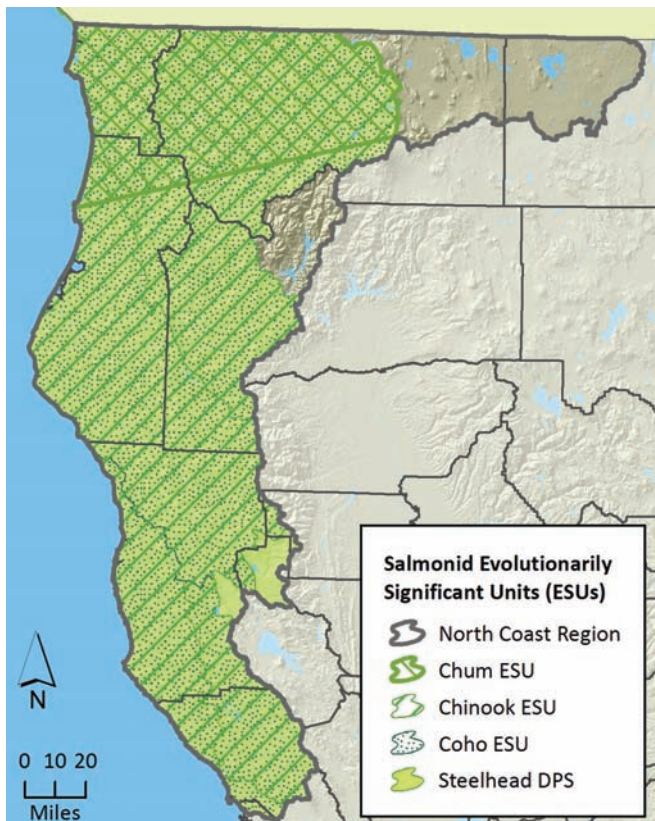 Salmonid Evolutionarily
Significant Units (ESUs)
North Coast Region
Chum ESU
Chinook ESU
Coho ESU
Steelhead DPS
N
0 10 20
Miles